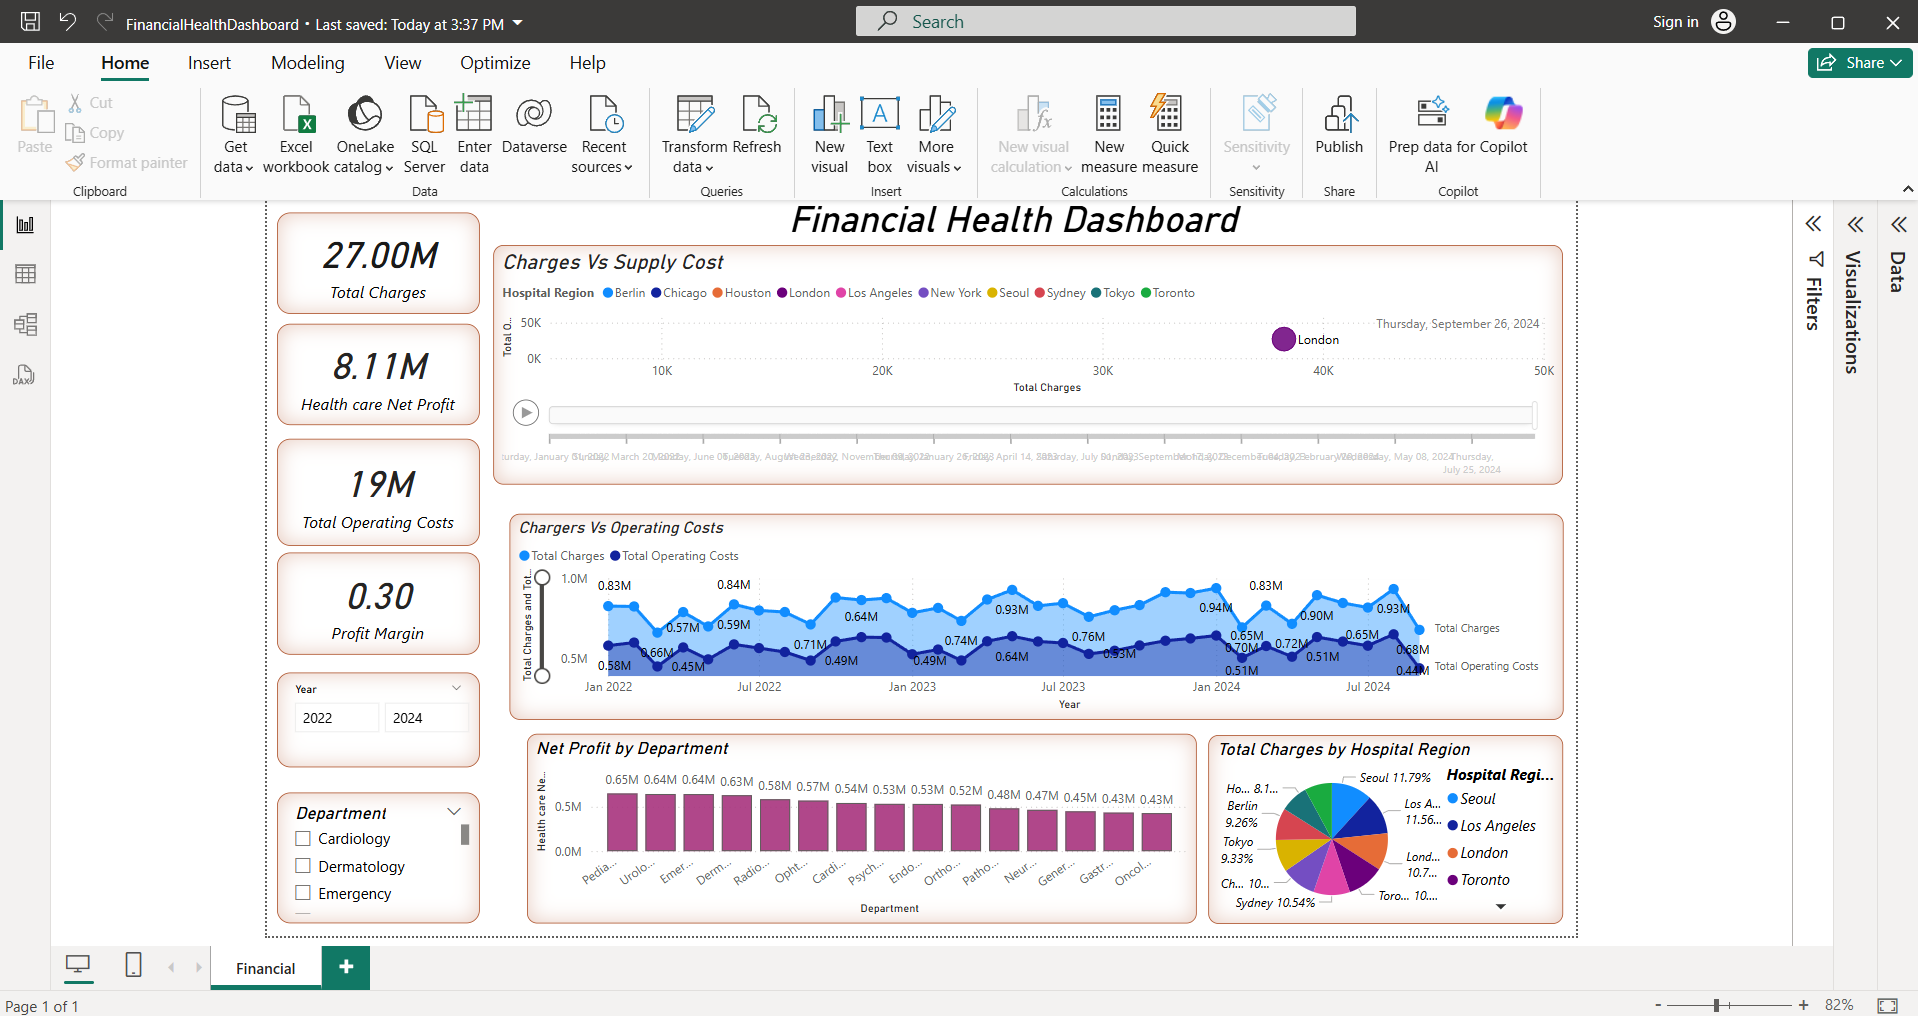 FinancialHealthDashboard • Last saved: Today at 3:37 PM
Search
Sign in
File Home Insert Modeling View Optimize Help
Share
Paste
Cut
Copy
Format painter
Clipboard
Get data
Excel workbook
OneLake catalog
SQL Server
Enter data
Dataverse
Recent sources
Data
Transform data
Refresh
Queries
New visual
Text box
More visuals
Insert
New visual calculation
New measure
Quick measure
Calculations
Sensitivity
Sensitivity
Publish
Share
Prep data for AI
Copilot
Copilot
Financial Health Dashboard
27.00M
Total Charges
8.11M
Health care Net Profit
19M
Total Operating Costs
0.30
Profit Margin
Year
2022 2024
Department
Cardiology
Dermatology
Emergency
Charges Vs Supply Cost
Hospital Region Berlin Chicago Houston London Los Angeles New York Seoul Sydney Tokyo Toronto
Total O...
50K
0K
Thursday, September 26, 2024
London
10K 20K 30K 40K 50K
Total Charges
Thursday,
July 25, 2024
Chargers Vs Operating Costs
Total Charges Total Operating Costs
Total Charges and Tot...
1.0M
0.5M
0.83M 0.84M 0.83M
0.57M 0.59M 0.64M 0.93M 0.94M 0.90M 0.93M
0.66M 0.71M 0.74M 0.76M 0.65M 0.70M 0.72M 0.65M 0.68M
0.58M 0.45M 0.49M 0.49M 0.64M 0.53M 0.51M 0.51M 0.44M
Total Charges
Total Operating Costs
Jan 2022 Jul 2022 Jan 2023 Jul 2023 Jan 2024 Jul 2024
Year
Net Profit by Department
Health care Ne...
0.5M
0.0M
0.65M 0.64M 0.64M 0.63M 0.58M 0.57M 0.54M 0.53M 0.53M 0.52M 0.48M 0.47M 0.45M 0.43M 0.43M
Pedia... Urolo... Emer... Derm... Radio... Opht... Cardi... Psych... Endo... Ortho... Patho... Neur... Gener... Gastr... Oncol...
Department
Total Charges by Hospital Region
Seoul 11.79%
Los A... 11.56...
Lond... 10.7...
Toro... 10....
Sydney 10.54%
Ch... 10...
Tokyo 9.33%
Berlin 9.26%
Ho... 8.1...
Hospital Regi...
Seoul
Los Angeles
London
Toronto
Filters
Visualizations
Data
Financial
Page 1 of 1
82%